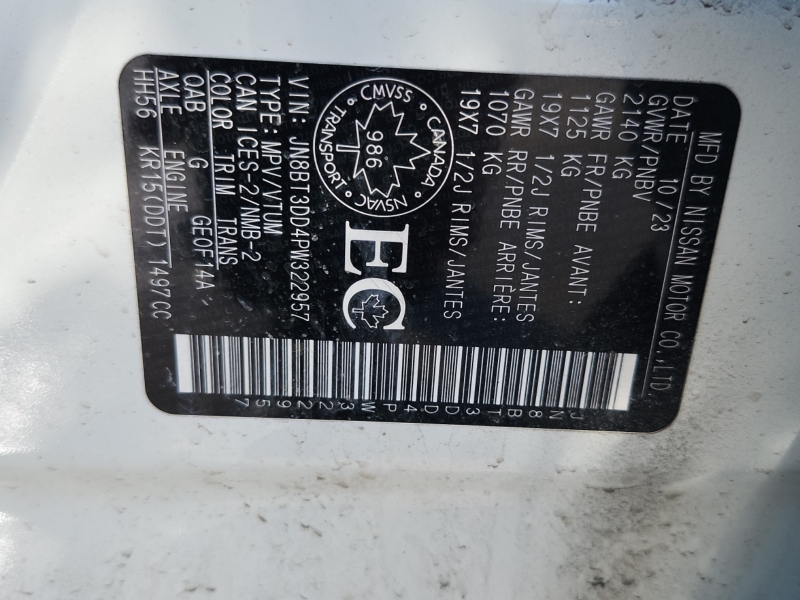 MFD BY NISSAN MOTOR CO.,LTD.
DATE 10/23
GVWR/PNBV
2140 KG
GAWR FR/PNBE AVANT:
1125 KG
19X7 1/2J RIMS/JANTES
GAWR RR/PNBE ARRIÈRE:
1070 KG
19X7 1/2J RIMS/JANTES
CMVSS
CANADA
TRANSPORT
NSVAC
986
EC
VIN: JN8BT3DD4PW322957
TYPE: MPV/VTUM
CAN ICES-2/NMB-2
COLOR TRIM TRANS
QAB G GE0F14A
AXLE ENGINE
HH56 KR15(DDT) 1497CC
JN8BT3DD4PW322957